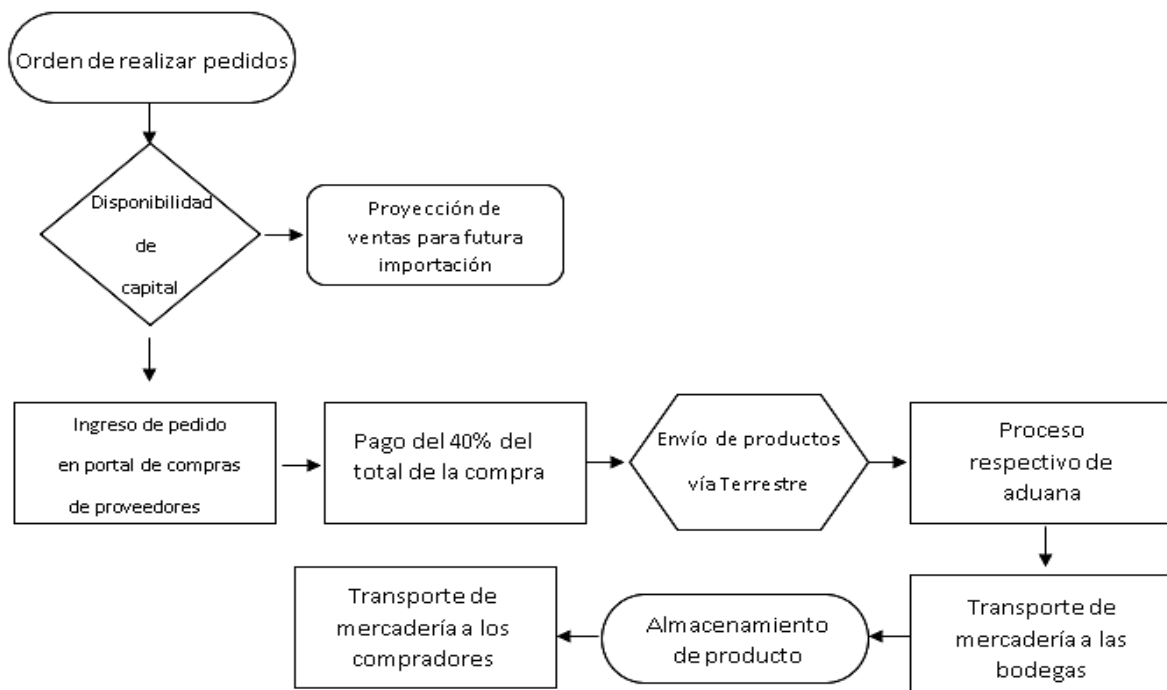 Orden de realizar pedidos
Disponibilidad
de
capital
Proyección de
ventas para futura
importación
Ingreso de pedido
en portal de compras
de proveedores
Pago del 40% del
total de la compra
Envío de productos
vía Terrestre
Proceso
respectivo de
aduana
Transporte de
mercadería a las
bodegas
Almacenamiento
de producto
Transporte de
mercadería a los
compradores